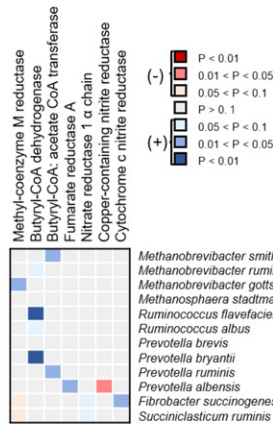 Methyl-coenzyme M reductase
Butyryl-CoA dehydrogenase
Butyryl-CoA: acetate CoA transferase
Fumarate reductase A
Nitrate reductase 1 α chain
Copper-containing nitrite reductase
Cytochrome c nitrite reductase
(-)
(+)
P < 0.01
0.01 < P < 0.05
0.05 < P < 0.1
P > 0. 1
0.05 < P < 0.1
0.01 < P < 0.05
P < 0.01
Methanobrevibacter smith
Methanobrevibacter rumin
Methanobrevibacter gotts
Methanosphaera stadtma
Ruminococcus flavefacie
Ruminococcus albus
Prevotella brevis
Prevotella bryantii
Prevotella ruminis
Prevotella albensis
Fibrobacter succinogenes
Succiniclasticum ruminis